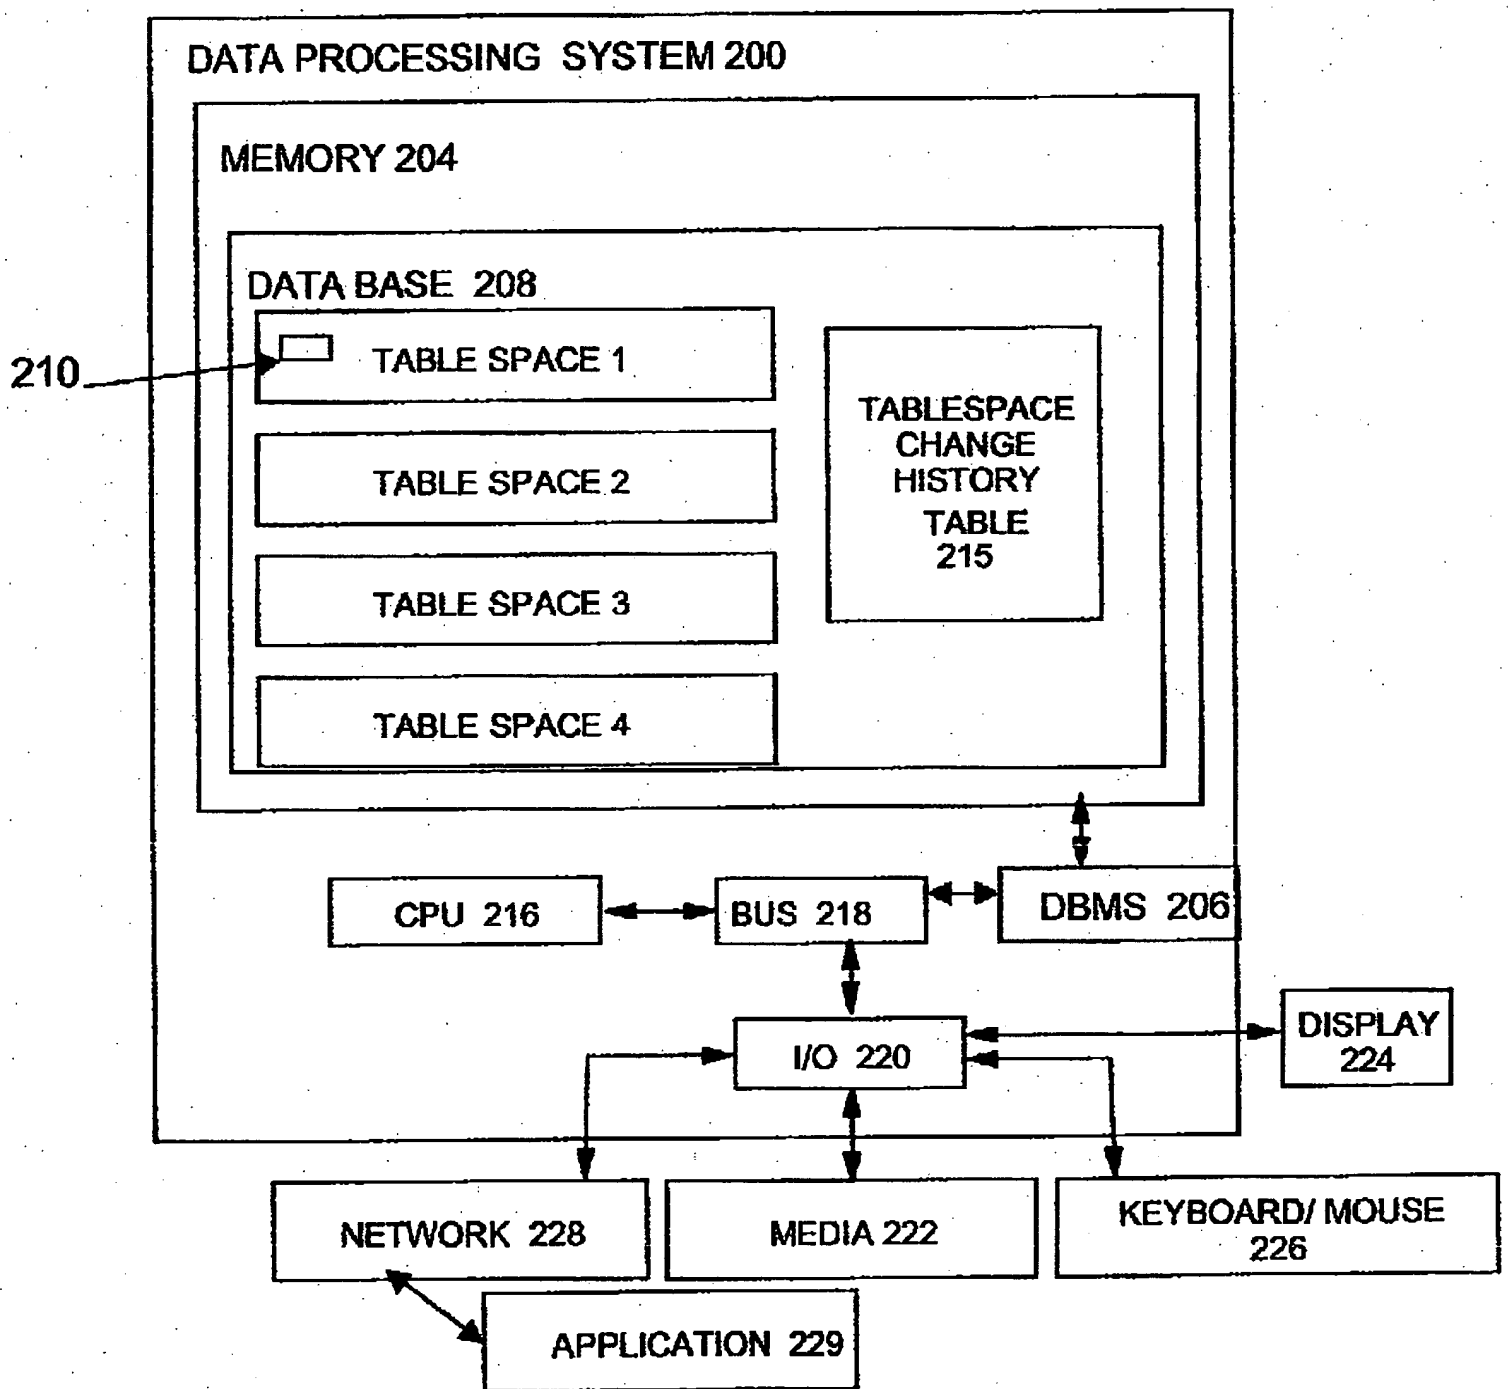 DATA PROCESSING SYSTEM 200
MEMORY 204
DATA BASE 208
210
TABLE SPACE 1
TABLE SPACE 2
TABLE SPACE 3
TABLE SPACE 4
TABLESPACE
CHANGE
HISTORY
TABLE
215
CPU 216
BUS 218
DBMS 206
I/O 220
DISPLAY
224
NETWORK 228
MEDIA 222
KEYBOARD/ MOUSE
226
APPLICATION 229